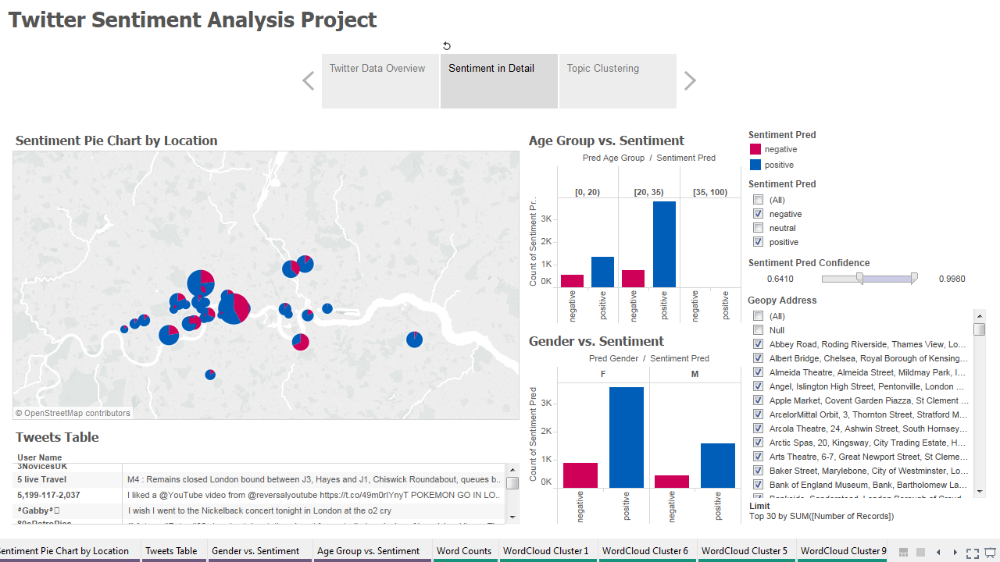 Twitter Sentiment Analysis Project
Twitter Data Overview
Sentiment in Detail
Topic Clustering
Sentiment Pie Chart by Location
© OpenStreetMap contributors
Tweets Table
User Name
3NovicesUK
5 live Travel M4 : Remains closed London bound between J3, Hayes and J1, Chiswick Roundabout, queues b..
5,199-117-2,037 I liked a @YouTube video from @reversalyoutube https://t.co/49m0rIYnyT POKEMON GO IN LO..
I wish I went to the Nickelback concert tonight in London at the o2 cry
Age Group vs. Sentiment
Pred Age Group / Sentiment Pred
[0, 20) [20, 35) [35, 100)
Count of Sentiment Pr..
3K
2K
1K
0K
negative positive negative positive negative positive
Gender vs. Sentiment
Pred Gender / Sentiment Pred
F M
Count of Sentiment Pred
3K
2K
1K
0K
negative positive negative positive
Sentiment Pred
negative
positive
Sentiment Pred
(All)
negative
neutral
positive
Sentiment Pred Confidence
0.6410 0.9980
Geopy Address
(All)
Null
Abbey Road, Roding Riverside, Thames View, Lo...
Albert Bridge, Chelsea, Royal Borough of Kensing...
Almeida Theatre, Almeida Street, Mildmay Park, I...
Angel, Islington High Street, Pentonville, London ...
Apple Market, Covent Garden Piazza, St Clement ...
ArcelorMittal Orbit, 3, Thornton Street, Stratford M...
Arcola Theatre, 24, Ashwin Street, South Hornsey...
Arctic Spas, 20, Kingsway, City Trading Estate, H...
Arts Theatre, 6-7, Great Newport Street, St Cleme...
Baker Street, Marylebone, City of Westminster, Lo...
Bank of England Museum, Bank, Bartholomew La...
Limit
Top 30 by SUM([Number of Records])
Sentiment Pie Chart by Location
Tweets Table
Gender vs. Sentiment
Age Group vs. Sentiment
Word Counts
WordCloud Cluster 1
WordCloud Cluster 6
WordCloud Cluster 5
WordCloud Cluster 9